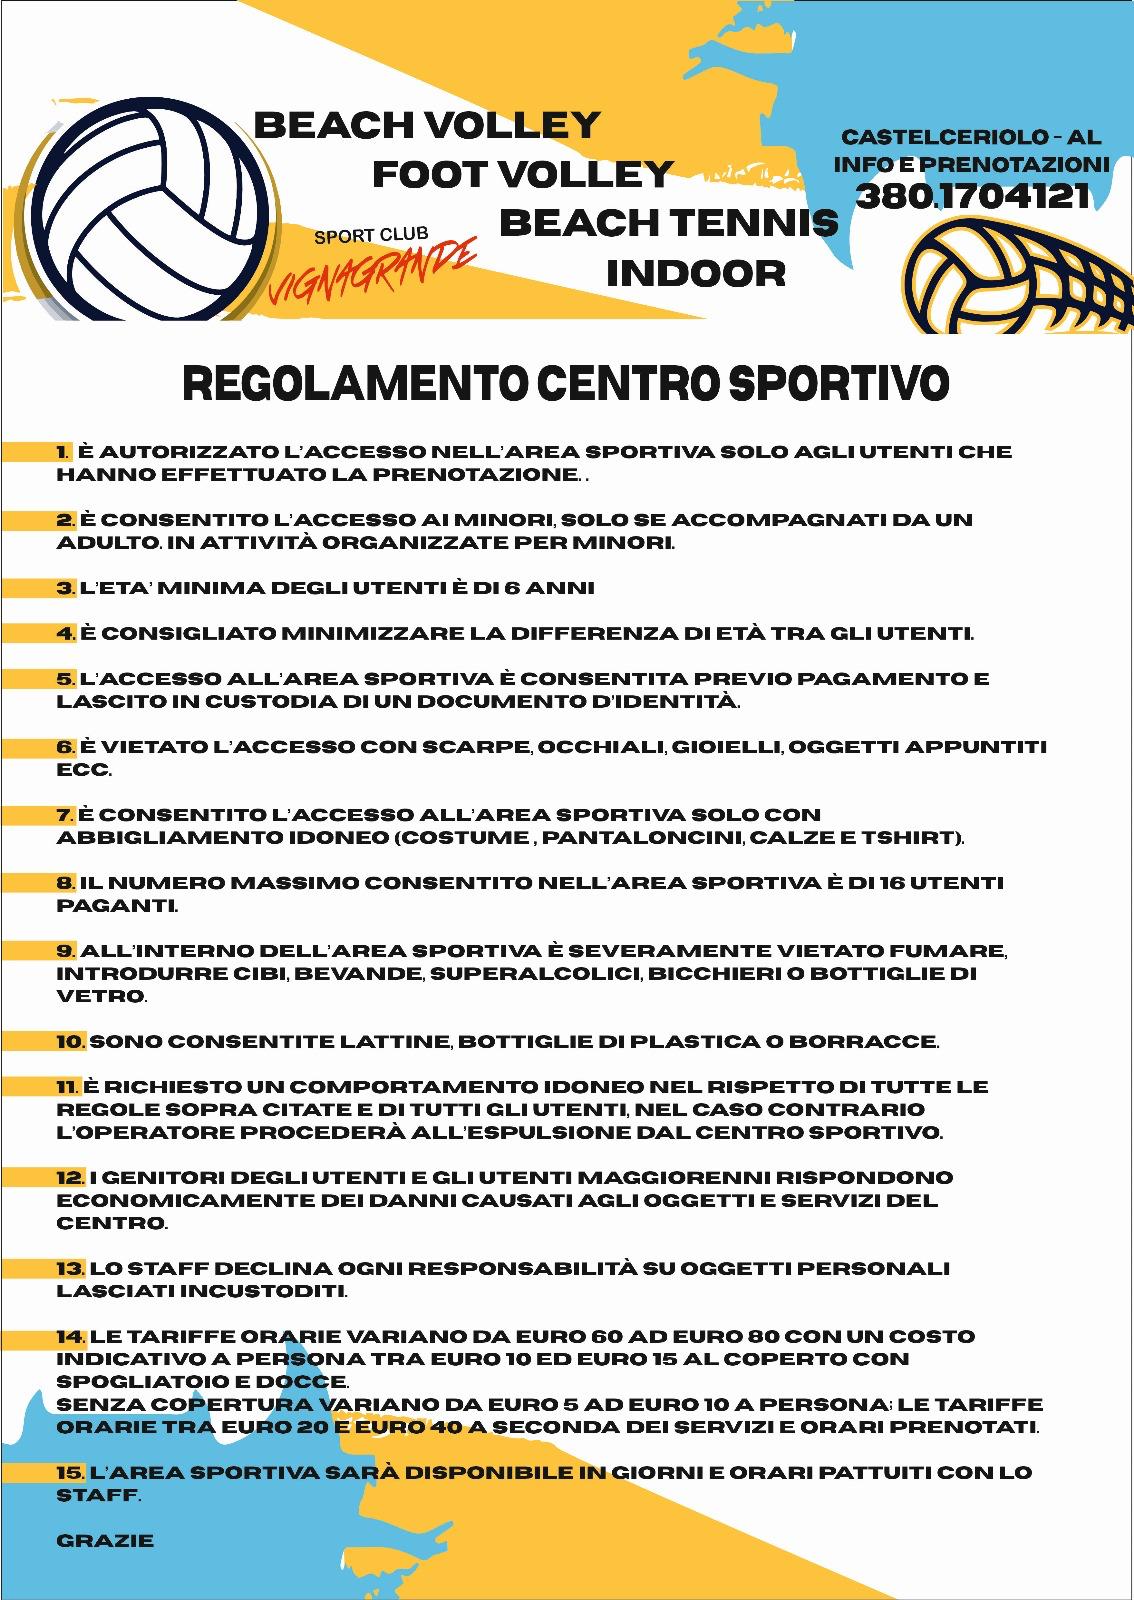 BEACH VOLLEY
FOOT VOLLEY
BEACH TENNIS
INDOOR
SPORT CLUB
VIGNAGRANDE
CASTELCERIOLO - AL
INFO E PRENOTAZIONI
380.1704121
REGOLAMENTO CENTRO SPORTIVO
1. È AUTORIZZATO L'ACCESSO NELL'AREA SPORTIVA SOLO AGLI UTENTI CHE
HANNO EFFETTUATO LA PRENOTAZIONE. .
2. È CONSENTITO L'ACCESSO AI MINORI, SOLO SE ACCOMPAGNATI DA UN
ADULTO. IN ATTIVITÀ ORGANIZZATE PER MINORI.
3. L'ETA' MINIMA DEGLI UTENTI È DI 6 ANNI
4. È CONSIGLIATO MINIMIZZARE LA DIFFERENZA DI ETÀ TRA GLI UTENTI.
5. L'ACCESSO ALL'AREA SPORTIVA È CONSENTITA PREVIO PAGAMENTO E
LASCITO IN CUSTODIA DI UN DOCUMENTO D'IDENTITÀ.
6. È VIETATO L'ACCESSO CON SCARPE, OCCHIALI, GIOIELLI, OGGETTI APPUNTITI
ECC.
7. È CONSENTITO L'ACCESSO ALL'AREA SPORTIVA SOLO CON
ABBIGLIAMENTO IDONEO (COSTUME , PANTALONCINI, CALZE E TSHIRT).
8. IL NUMERO MASSIMO CONSENTITO NELL'AREA SPORTIVA È DI 16 UTENTI
PAGANTI.
9. ALL'INTERNO DELL'AREA SPORTIVA È SEVERAMENTE VIETATO FUMARE,
INTRODURRE CIBI, BEVANDE, SUPERALCOLICI, BICCHIERI O BOTTIGLIE DI
VETRO.
10. SONO CONSENTITE LATTINE, BOTTIGLIE DI PLASTICA O BORRACCE.
11. È RICHIESTO UN COMPORTAMENTO IDONEO NEL RISPETTO DI TUTTE LE
REGOLE SOPRA CITATE E DI TUTTI GLI UTENTI, NEL CASO CONTRARIO
L'OPERATORE PROCEDERÀ ALL'ESPULSIONE DAL CENTRO SPORTIVO.
12. I GENITORI DEGLI UTENTI E GLI UTENTI MAGGIORENNI RISPONDONO
ECONOMICAMENTE DEI DANNI CAUSATI AGLI OGGETTI E SERVIZI DEL
CENTRO.
13. LO STAFF DECLINA OGNI RESPONSABILITÀ SU OGGETTI PERSONALI
LASCIATI INCUSTODITI.
14. LE TARIFFE ORARIE VARIANO DA EURO 60 AD EURO 80 CON UN COSTO
INDICATIVO A PERSONA TRA EURO 10 ED EURO 15 AL COPERTO CON
SPOGLIATOIO E DOCCE.
SENZA COPERTURA VARIANO DA EURO 5 AD EURO 10 A PERSONA; LE TARIFFE
ORARIE TRA EURO 20 E EURO 40 A SECONDA DEI SERVIZI E ORARI PRENOTATI.
15. L'AREA SPORTIVA SARÀ DISPONIBILE IN GIORNI E ORARI PATTUITI CON LO
STAFF.
GRAZIE